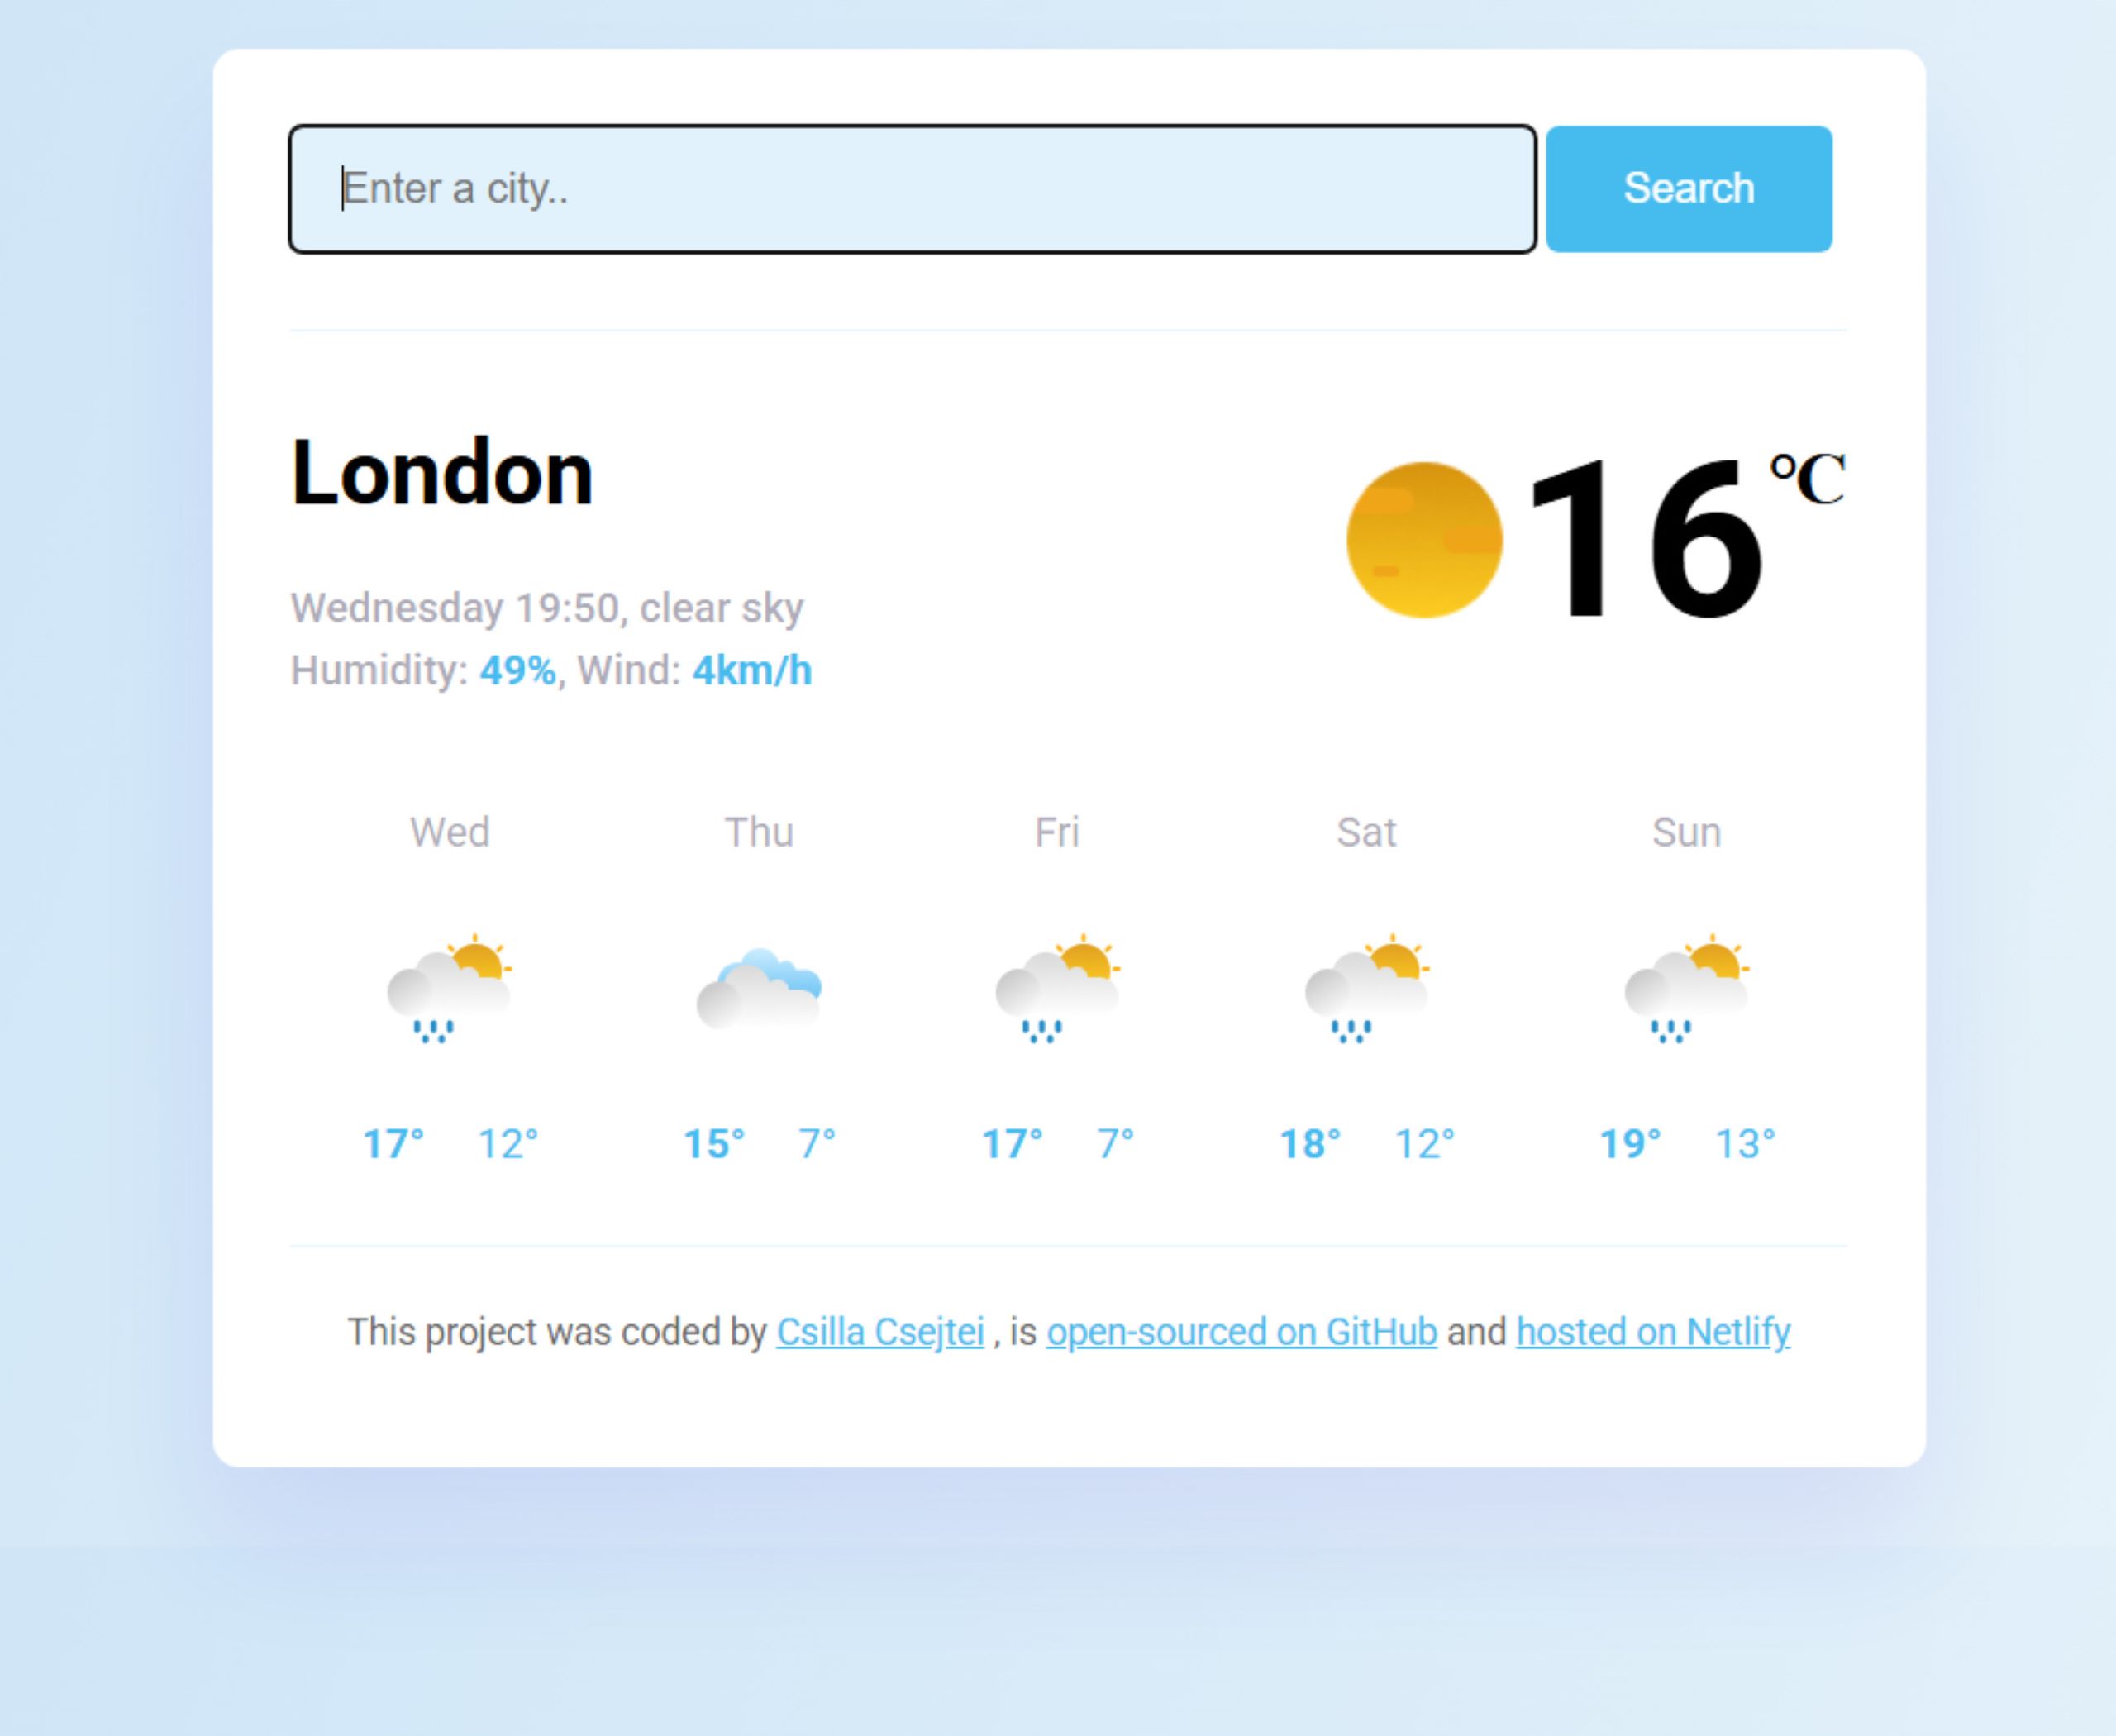 Enter a city..
Search
London
16 °C
Wednesday 19:50, clear sky
Humidity: 49%, Wind: 4km/h
Wed Thu Fri Sat Sun
17° 12° 15° 7° 17° 7° 18° 12° 19° 13°
This project was coded by Csilla Csejtei , is open-sourced on GitHub and hosted on Netlify